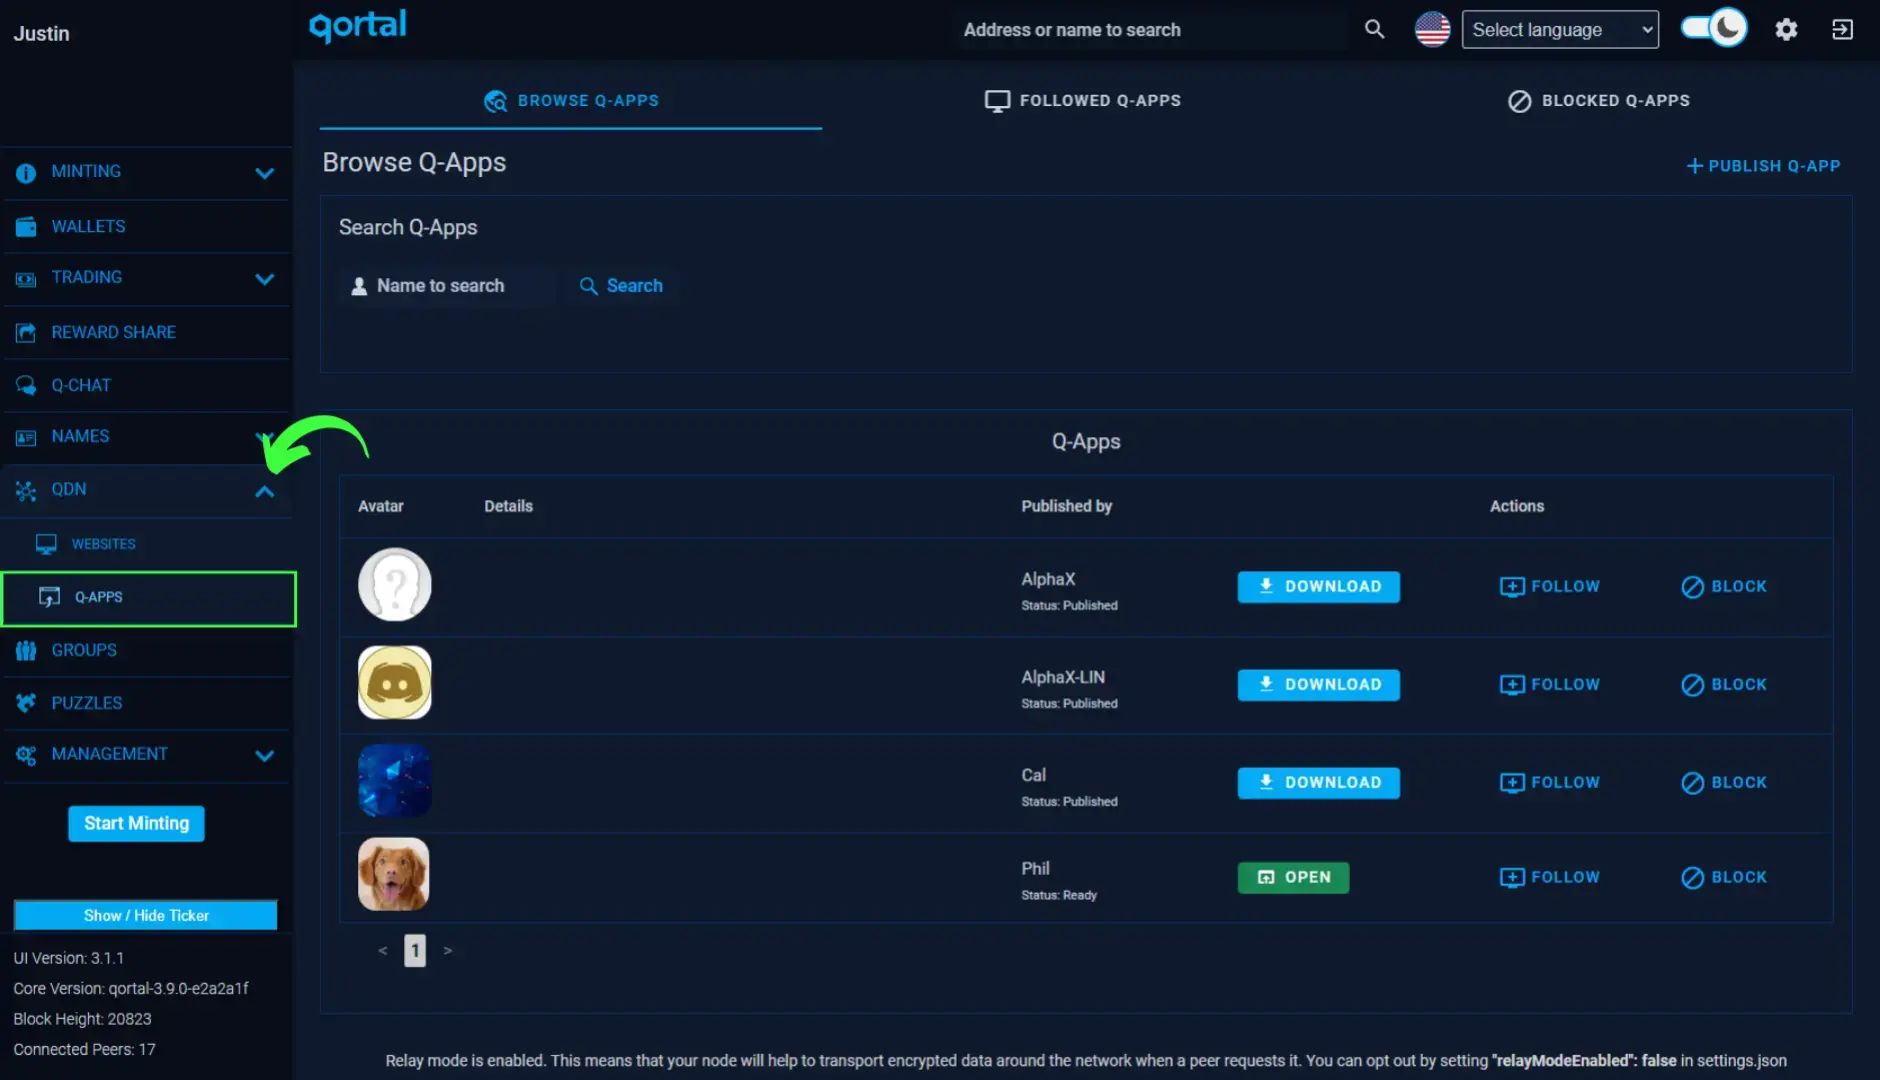 Justin
qortal
Address or name to search
Select language
MINTING
WALLETS
TRADING
REWARD SHARE
Q-CHAT
NAMES
QDN
WEBSITES
Q-APPS
GROUPS
PUZZLES
MANAGEMENT
Start Minting
Show / Hide Ticker
UI Version: 3.1.1
Core Version: qortal-3.9.0-e2a2a1f
Block Height: 20823
Connected Peers: 17
BROWSE Q-APPS
FOLLOWED Q-APPS
BLOCKED Q-APPS
Browse Q-Apps
PUBLISH Q-APP
Search Q-Apps
Name to search
Search
Q-Apps
Avatar Details Published by Actions
AlphaX
Status: Published
DOWNLOAD FOLLOW BLOCK
AlphaX-LIN
Status: Published
DOWNLOAD FOLLOW BLOCK
Cal
Status: Published
DOWNLOAD FOLLOW BLOCK
Phil
Status: Ready
OPEN FOLLOW BLOCK
< 1 >
Relay mode is enabled. This means that your node will help to transport encrypted data around the network when a peer requests it. You can opt out by setting "relayModeEnabled": false in settings.json